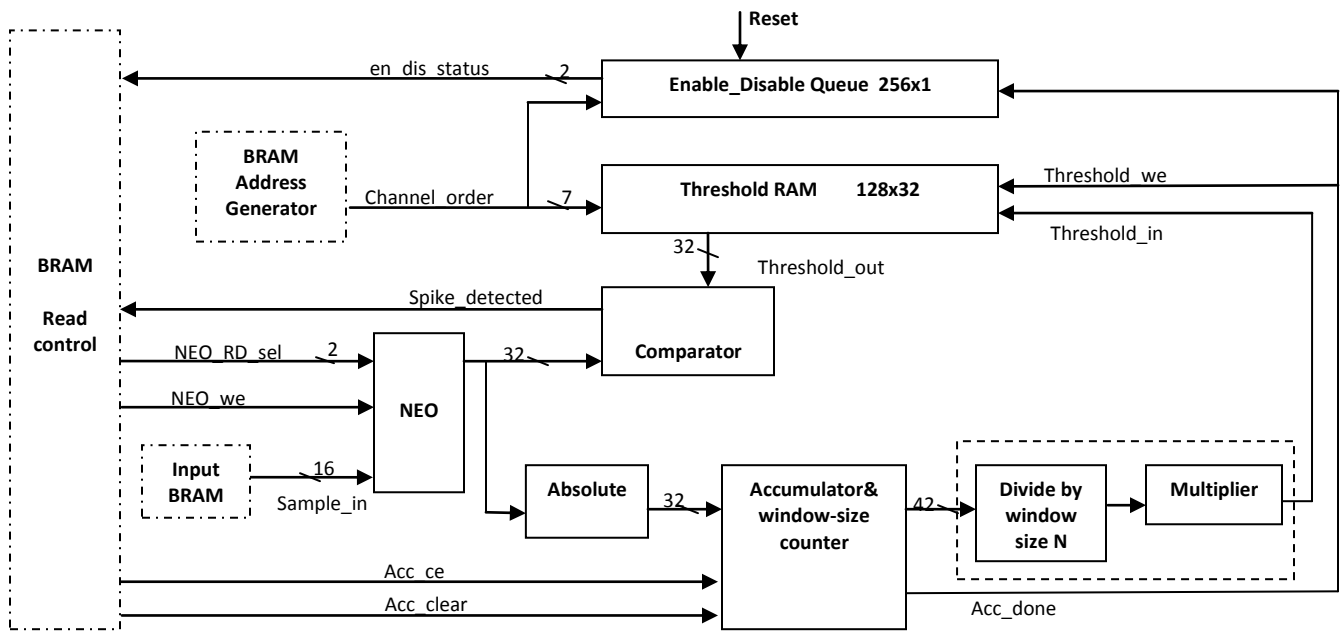 Reset
en_dis_status
2
Enable_Disable Queue 256x1
BRAM
Address
Generator
Channel_order
7
Threshold RAM 128x32
Threshold_we
Threshold_in
32
Threshold_out
BRAM
Read
control
Spike_detected
Comparator
NEO_RD_sel
2
32
NEO_we
NEO
Input
BRAM
16
Sample_in
Absolute
32
Accumulator&
window-size
counter
42
Divide by
window
size N
Multiplier
Acc_ce
Acc_clear
Acc_done